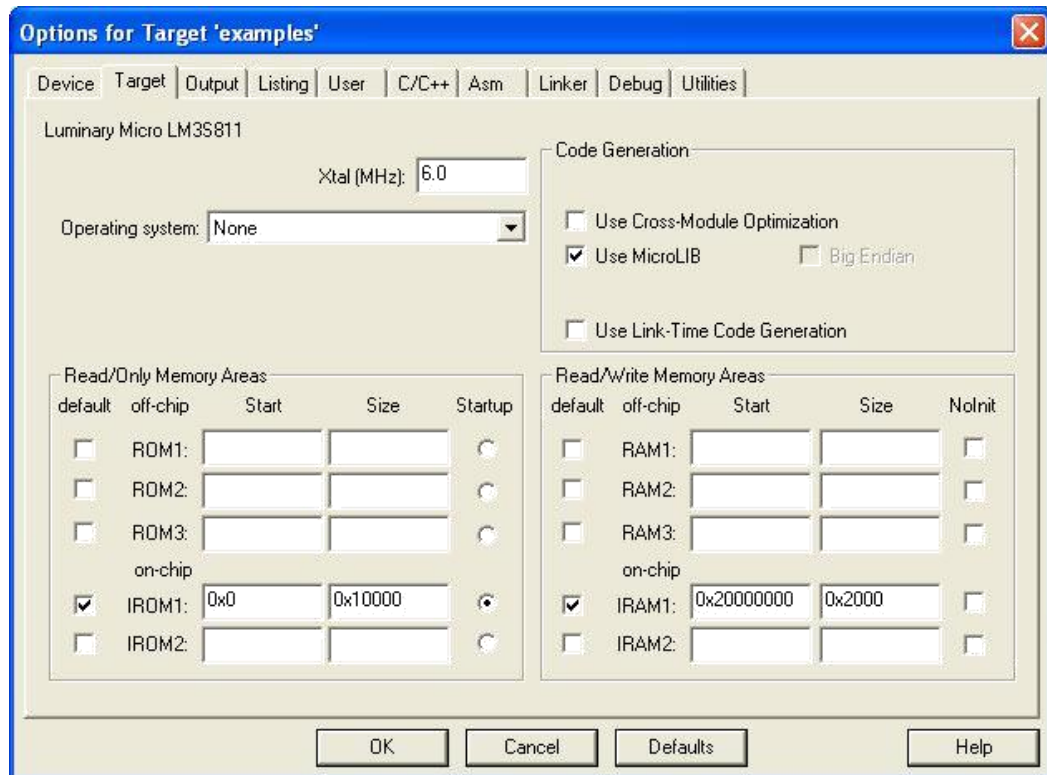 Options for Target 'examples'
Device Target Output Listing User C/C++ Asm Linker Debug Utilities
Luminary Micro LM3S811
Xtal (MHz): 6.0
Operating system: None
Code Generation
Use Cross-Module Optimization
Use MicroLIB Big Endian
Use Link-Time Code Generation
Read/Only Memory Areas
default off-chip Start Size Startup
ROM1:
ROM2:
ROM3:
on-chip
IROM1: 0x0 0x10000
IROM2:
Read/Write Memory Areas
default off-chip Start Size NoInit
RAM1:
RAM2:
RAM3:
on-chip
IRAM1: 0x20000000 0x2000
IRAM2:
OK Cancel Defaults Help